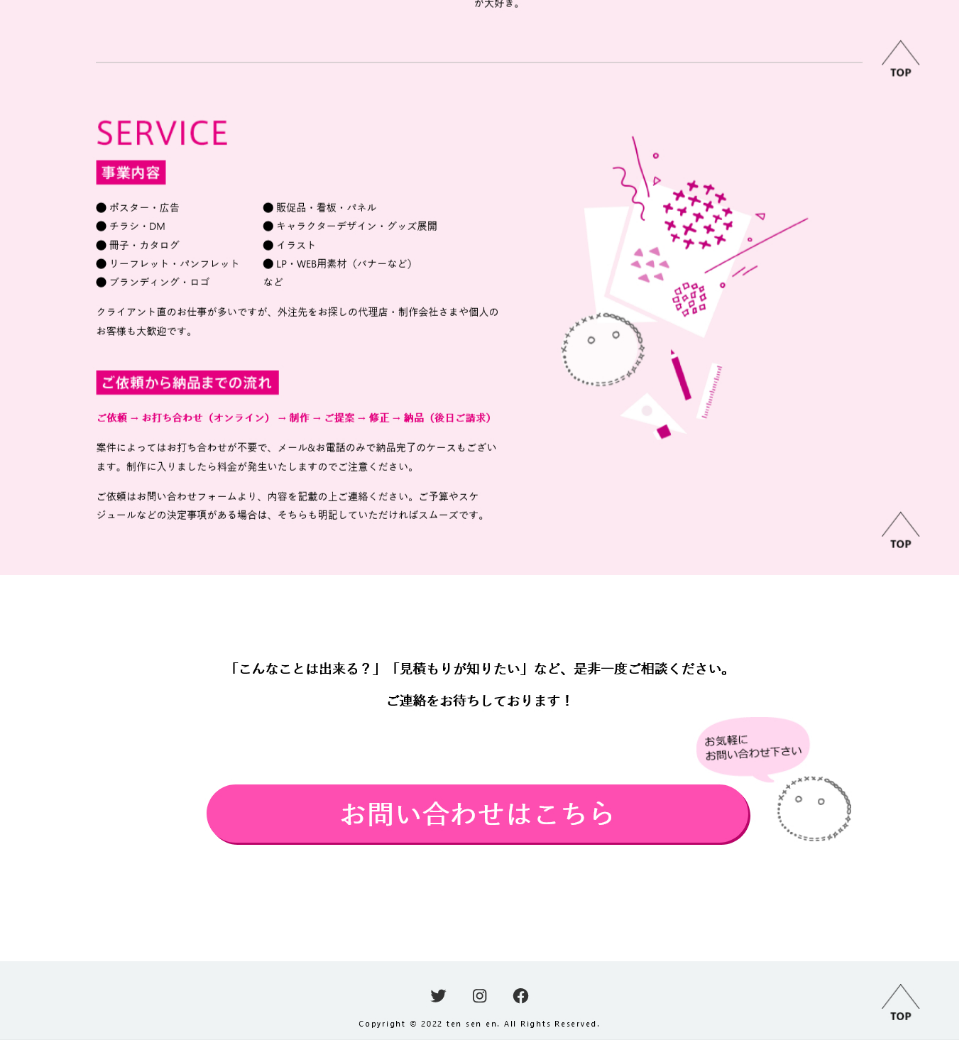 が大好き。
TOP
SERVICE
事業内容
● ポスター・広告
● チラシ・DM
● 冊子・カタログ
● リーフレット・パンフレット
● ブランディング・ロゴ
● 販促品・看板・パネル
● キャラクターデザイン・グッズ展開
● イラスト
● LP・WEB用素材（バナーなど）
など
クライアント直のお仕事が多いですが、外注先をお探しの代理店・制作会社さまや個人の
お客様も大歓迎です。
ご依頼から納品までの流れ
ご依頼 → お打ち合わせ（オンライン） → 制作 → ご提案 → 修正 → 納品（後日ご請求）
案件によってはお打ち合わせが不要で、メール&お電話のみで納品完了のケースもござい
ます。制作に入りましたら料金が発生いたしますのでご注意ください。
ご依頼はお問い合わせフォームより、内容を記載の上ご連絡ください。ご予算やスケ
ジュールなどの決定事項がある場合は、そちらも明記していただければスムーズです。
TOP
「こんなことは出来る？」「見積もりが知りたい」など、是非一度ご相談ください。
ご連絡をお待ちしております！
お気軽に
お問い合わせ下さい
お問い合わせはこちら
TOP
Copyright © 2022 ten sen en. All Rights Reserved.